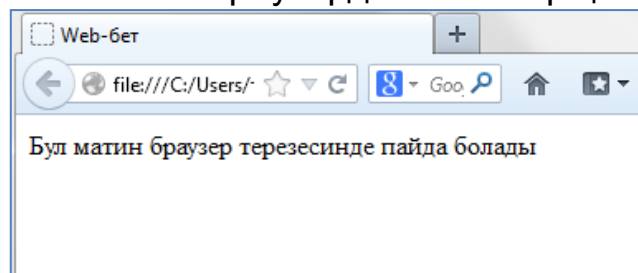 Web-бет
file:///C:/Users/
Goo
Бул матин браузер терезесинде пайда болады